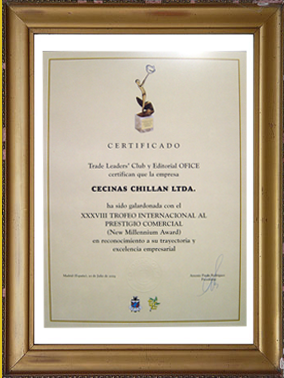 CERTIFICADO
Trade Leaders' Club y Editorial OFICE
certifican que la empresa
CECINAS CHILLAN LTDA.
ha sido galardonada con el
XXXVIII TROFEO INTERNACIONAL AL
PRESTIGIO COMERCIAL
(New Millennium Award)
en reconocimiento a su trayectoria y
excelencia empresarial